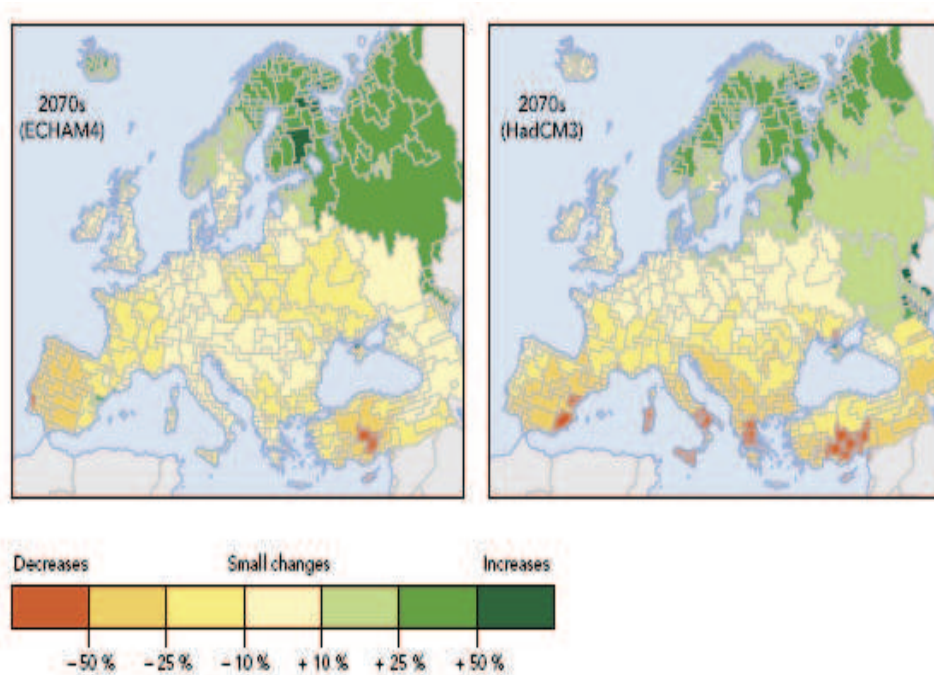 2070s
(ECHAM4)
2070s
(HadCM3)
Decreases Small changes Increases
– 50 % – 25 % – 10 % + 10 % + 25 % + 50 %